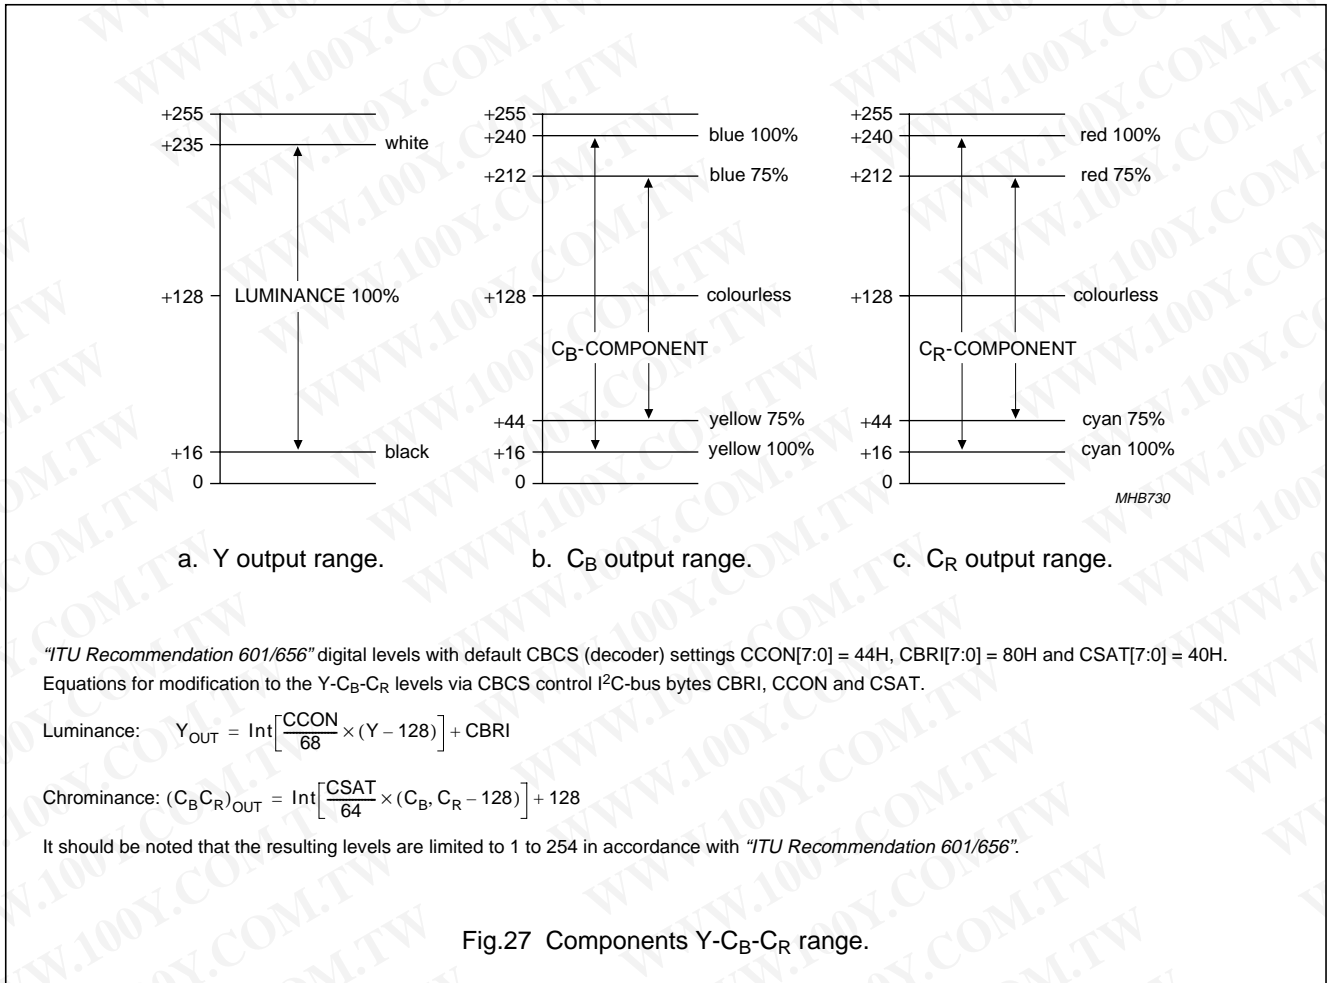 +255
+235
white
+128
LUMINANCE 100%
+16
black
0
a. Y output range.
+255
+240
blue 100%
+212
blue 75%
+128
colourless
CB-COMPONENT
+44
yellow 75%
+16
yellow 100%
0
b. CB output range.
+255
+240
red 100%
+212
red 75%
+128
colourless
CR-COMPONENT
+44
cyan 75%
+16
cyan 100%
0
MHB730
c. CR output range.
"ITU Recommendation 601/656" digital levels with default CBCS (decoder) settings CCON[7:0] = 44H, CBRI[7:0] = 80H and CSAT[7:0] = 40H.
Equations for modification to the Y-CB-CR levels via CBCS control I2C-bus bytes CBRI, CCON and CSAT.
Luminance: YOUT = Int[CCON/68 × (Y – 128)] + CBRI
Chrominance: (CBCR)OUT = Int[CSAT/64 × (CB, CR – 128)] + 128
It should be noted that the resulting levels are limited to 1 to 254 in accordance with "ITU Recommendation 601/656".
Fig.27 Components Y-CB-CR range.
WWW.100Y.COM.TW